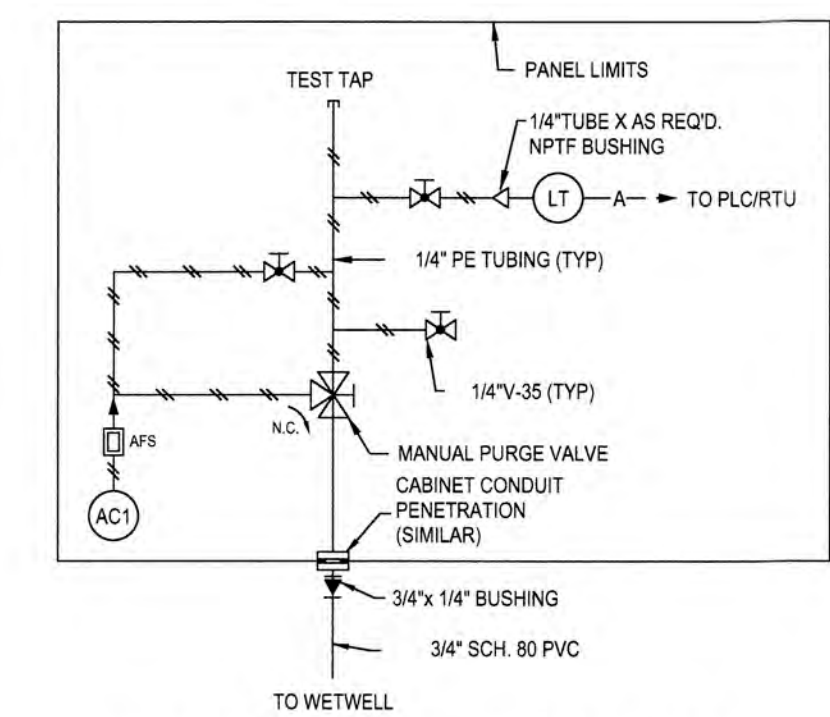 PANEL LIMITS
TEST TAP
1/4"TUBE X AS REQ'D.
NPTF BUSHING
LT
A
TO PLC/RTU
1/4" PE TUBING (TYP)
1/4"V-35 (TYP)
N.C.
AFS
MANUAL PURGE VALVE
CABINET CONDUIT
PENETRATION
(SIMILAR)
AC1
3/4"x 1/4" BUSHING
3/4" SCH. 80 PVC
TO WETWELL